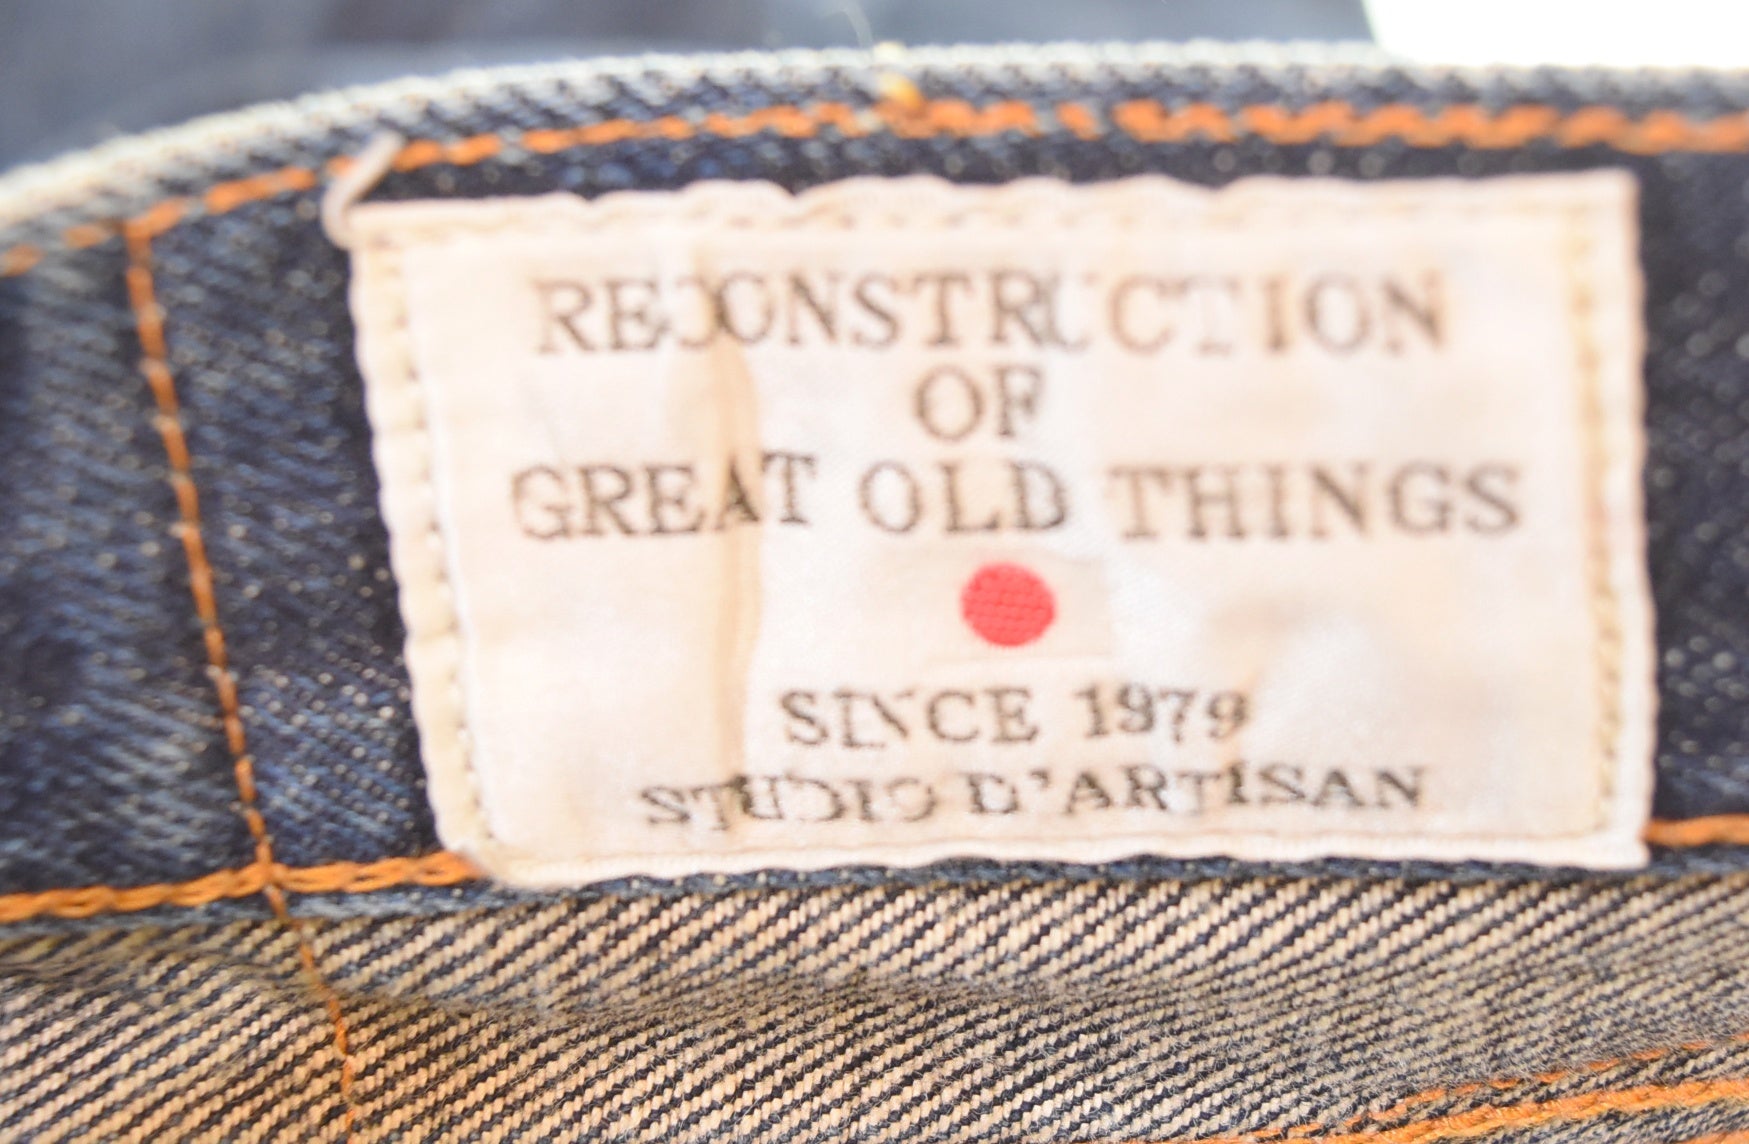 RECONSTRUCTION
OF
GREAT OLD THINGS
SINCE 1979
STUDIO D'ARTISAN